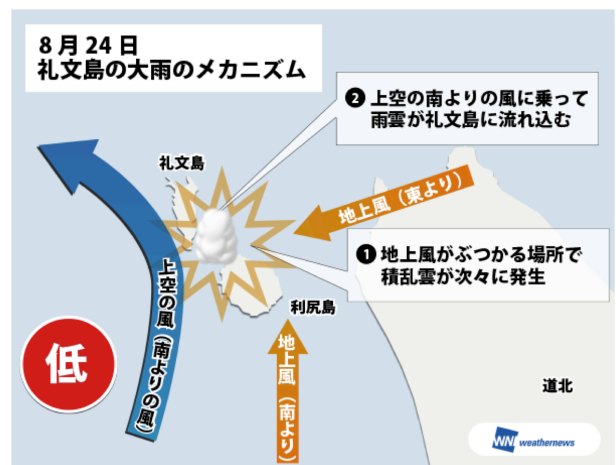 8月24日
礼文島の大雨のメカニズム
❷ 上空の南よりの風に乗って
雨雲が礼文島に流れ込む
礼文島
地上風（東より）
❶ 地上風がぶつかる場所で
積乱雲が次々に発生
上空の風（南よりの風）
利尻島
低
地上風（南より）
道北
WNI weathernews